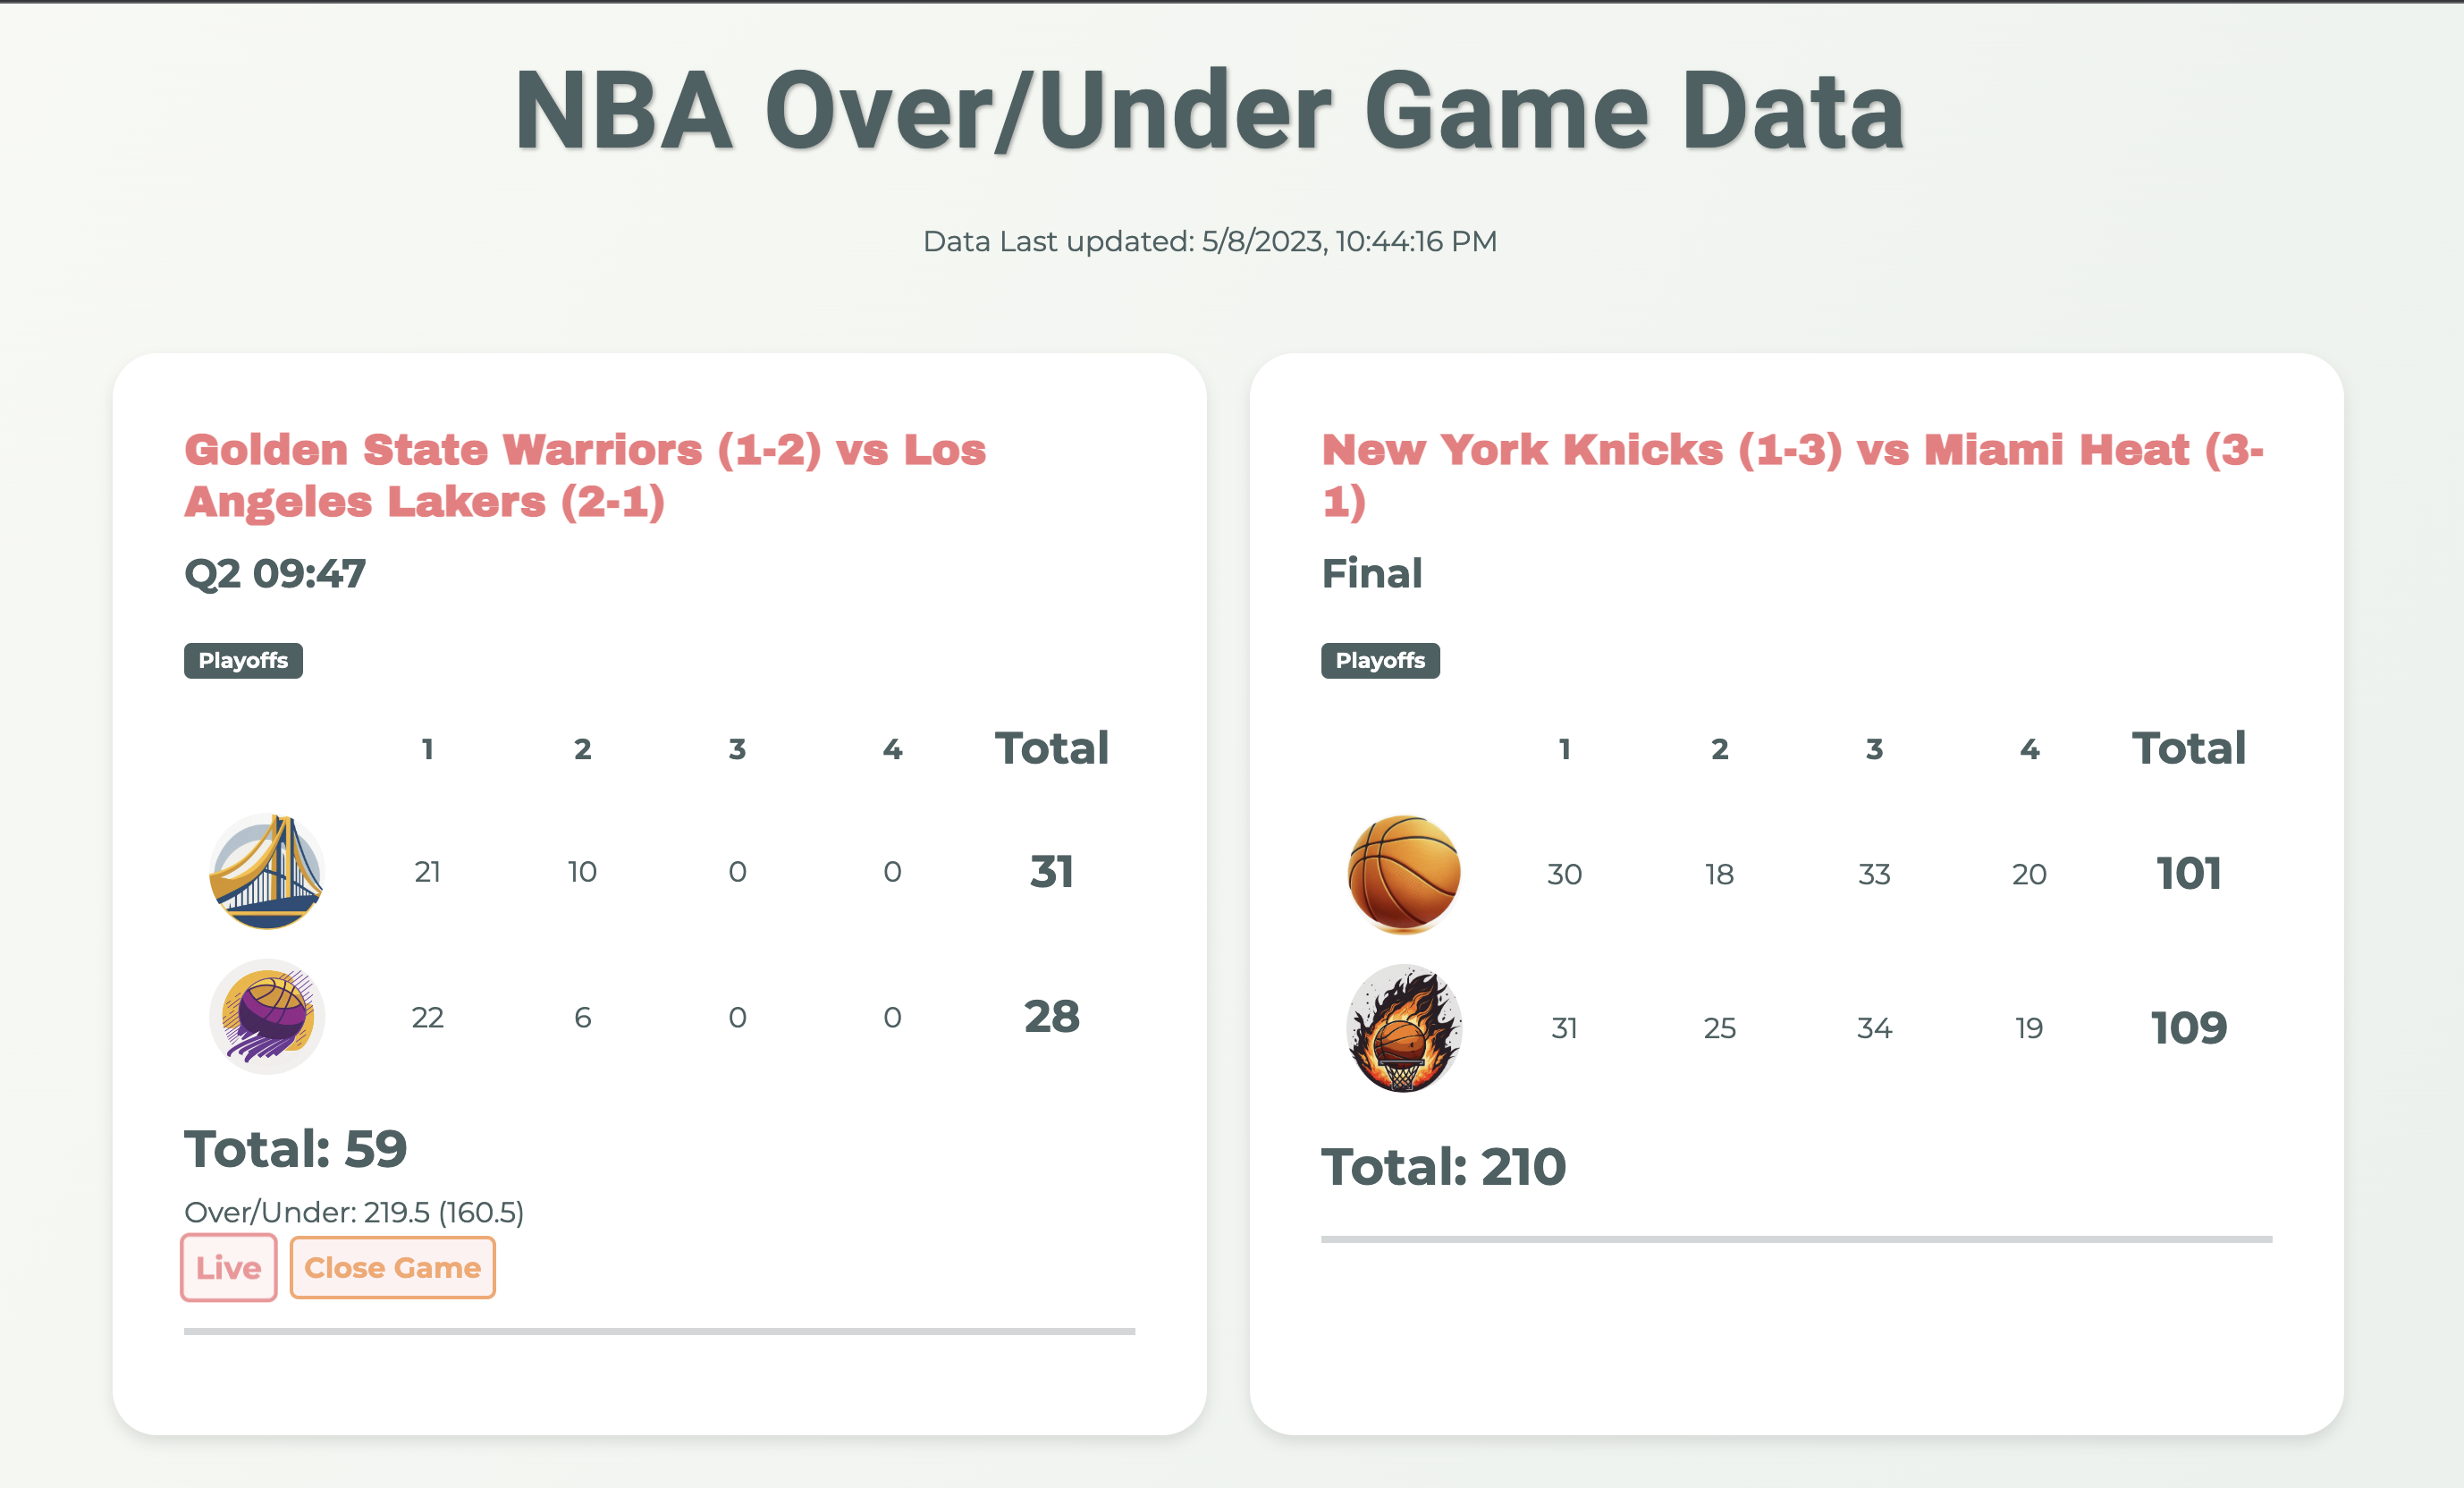 NBA Over/Under Game Data
Data Last updated: 5/8/2023, 10:44:16 PM
Golden State Warriors (1-2) vs Los
Angeles Lakers (2-1)
Q2 09:47
Playoffs
1 2 3 4 Total
21 10 0 0 31
22 6 0 0 28
Total: 59
Over/Under: 219.5 (160.5)
Live Close Game
New York Knicks (1-3) vs Miami Heat (3-
1)
Final
Playoffs
1 2 3 4 Total
30 18 33 20 101
31 25 34 19 109
Total: 210